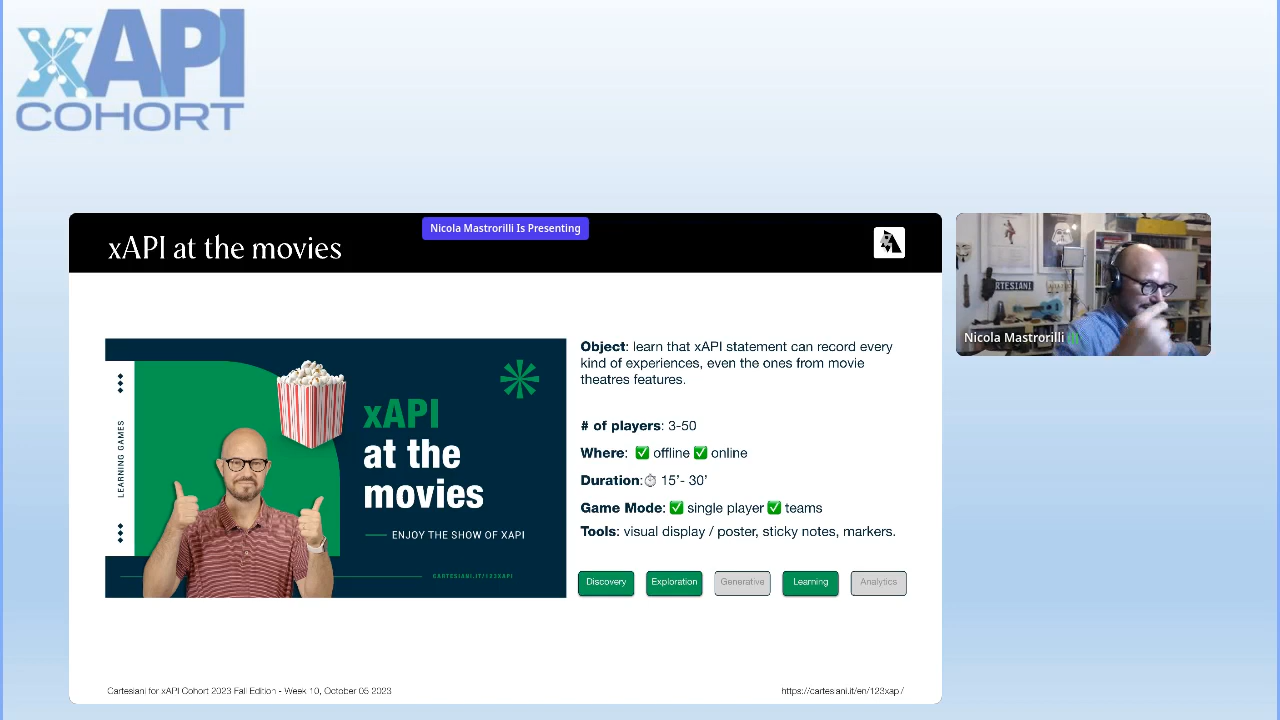 xAPI
COHORT
Nicola Mastrorilli Is Presenting
xAPI at the movies
LEARNING GAMES
xAPI
at the
movies
ENJOY THE SHOW OF XAPI
CARTESIANI.IT/123XAPI
Object: learn that xAPI statement can record every
kind of experiences, even the ones from movie
theatres features.
# of players: 3-50
Where: ✅ offline ✅ online
Duration:⏱ 15’- 30’
Game Mode: ✅ single player ✅ teams
Tools: visual display / poster, sticky notes, markers.
Discovery
Exploration
Generative
Learning
Analytics
Cartesiani for xAPI Cohort 2023 Fall Edition - Week 10, October 05 2023
https://cartesiani.it/en/123xapi/
RTESIANI
Nicola Mastrorilli